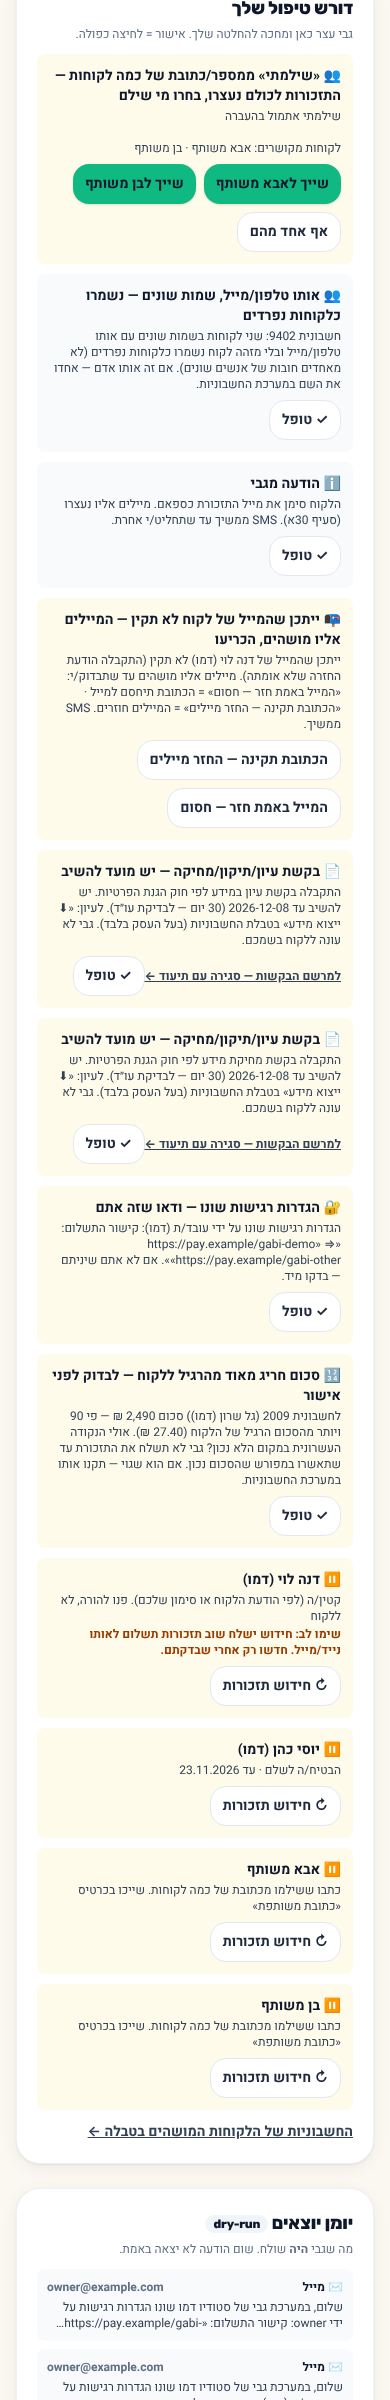 דורש טיפול שלך
גבי עצר כאן ומחכה להחלטה שלך. אישור = לחיצה כפולה.
👥 «שילמתי» ממספר/כתובת של כמה לקוחות —
התזכורות לכולם נעצרו, בחרו מי שילם
שילמתי אתמול בהעברה
לקוחות מקושרים: אבא משותף · בן משותף
שייך לאבא משותף
שייך לבן משותף
אף אחד מהם
👥 אותו טלפון/מייל, שמות שונים — נשמרו
כלקוחות נפרדים
חשבונית 9402: שני לקוחות בשמות שונים עם אותו
טלפון/מייל ובלי מזהה לקוח נשמרו כלקוחות נפרדים (לא
מאחדים חובות של אנשים שונים). אם זה אותו אדם — אחדו
את השם במערכת החשבוניות.
✓ טופל
ℹ️ הודעה מגבי
הלקוח סימן את מייל התזכורת כספאם. מיילים אליו נעצרו
(סעיף 30א). SMS ממשיך עד שתחליט/י אחרת.
✓ טופל
📭 ייתכן שהמייל של לקוח לא תקין — המיילים
אליו מושהים, הכריעו
ייתכן שהמייל של דנה לוי (דמו) לא תקין (התקבלה הודעת
החזרה שלא אומתה). מיילים אליו מושהים עד שתבדוק/י:
«המייל באמת חזר — חסום» = הכתובת תיחסם למייל ·
«הכתובת תקינה — החזר מיילים» = המיילים חוזרים. SMS
ממשיך.
הכתובת תקינה — החזר מיילים
המייל באמת חזר — חסום
📄 בקשת עיון/תיקון/מחיקה — יש מועד להשיב
התקבלה בקשת עיון במידע לפי חוק הגנת הפרטיות. יש
להשיב עד 2026-12-08 (30 יום — לבדיקת עו״ד). לעיון: «⬇
ייצוא מידע» בטבלת החשבוניות (בעל העסק בלבד). גבי לא
עונה ללקוח בשמכם.
למרשם הבקשות — סגירה עם תיעוד ←
✓ טופל
📄 בקשת עיון/תיקון/מחיקה — יש מועד להשיב
התקבלה בקשת מחיקת מידע לפי חוק הגנת הפרטיות. יש
להשיב עד 2026-12-08 (30 יום — לבדיקת עו״ד). לעיון: «⬇
ייצוא מידע» בטבלת החשבוניות (בעל העסק בלבד). גבי לא
עונה ללקוח בשמכם.
למרשם הבקשות — סגירה עם תיעוד ←
✓ טופל
🔐 הגדרות רגישות שונו — ודאו שזה אתם
הגדרות רגישות שונו על ידי עובד/ת (דמו): קישור התשלום:
«https://pay.example/gabi-demo» ⇐
«https://pay.example/gabi-other». אם לא אתם שיניתם
— בדקו מיד.
✓ טופל
🔢 סכום חריג מאוד מהרגיל ללקוח — לבדוק לפני
אישור
לחשבונית 2009 (גל שרון (דמו)) סכום 2,490 ₪ — פי 90
ויותר מהסכום הרגיל של הלקוח (27.40 ₪). אולי הנקודה
העשרונית במקום הלא נכון? גבי לא תשלח את התזכורת עד
שתאשרו במפורש שהסכום נכון. אם הוא שגוי — תקנו אותו
במערכת החשבוניות.
✓ טופל
⏸️ דנה לוי (דמו)
קטין/ה (לפי הודעת הלקוח או סימון שלכם). פנו להורה, לא
ללקוח
שימו לב: חידוש ישלח שוב תזכורות תשלום לאותו
נייד/מייל. חדשו רק אחרי שבדקתם.
↻ חידוש תזכורות
⏸️ יוסי כהן (דמו)
הבטיח/ה לשלם · עד 23.11.2026
↻ חידוש תזכורות
⏸️ אבא משותף
כתבו ששילמו מכתובת של כמה לקוחות. שייכו בכרטיס
«כתובת משותפת»
↻ חידוש תזכורות
⏸️ בן משותף
כתבו ששילמו מכתובת של כמה לקוחות. שייכו בכרטיס
«כתובת משותפת»
↻ חידוש תזכורות
החשבוניות של הלקוחות המושהים בטבלה ←
יומן יוצאים dry-run
מה שגבי היה שולח. שום הודעה לא יצאה באמת.
✉️ מייל owner@example.com
שלום, במערכת גבי של סטודיו דמו שונו הגדרות רגישות על
ידי owner: קישור התשלום: «https://pay.example/gabi-…
✉️ מייל owner@example.com
שלום, במערכת גבי של סטודיו דמו שונו הגדרות רגישות על